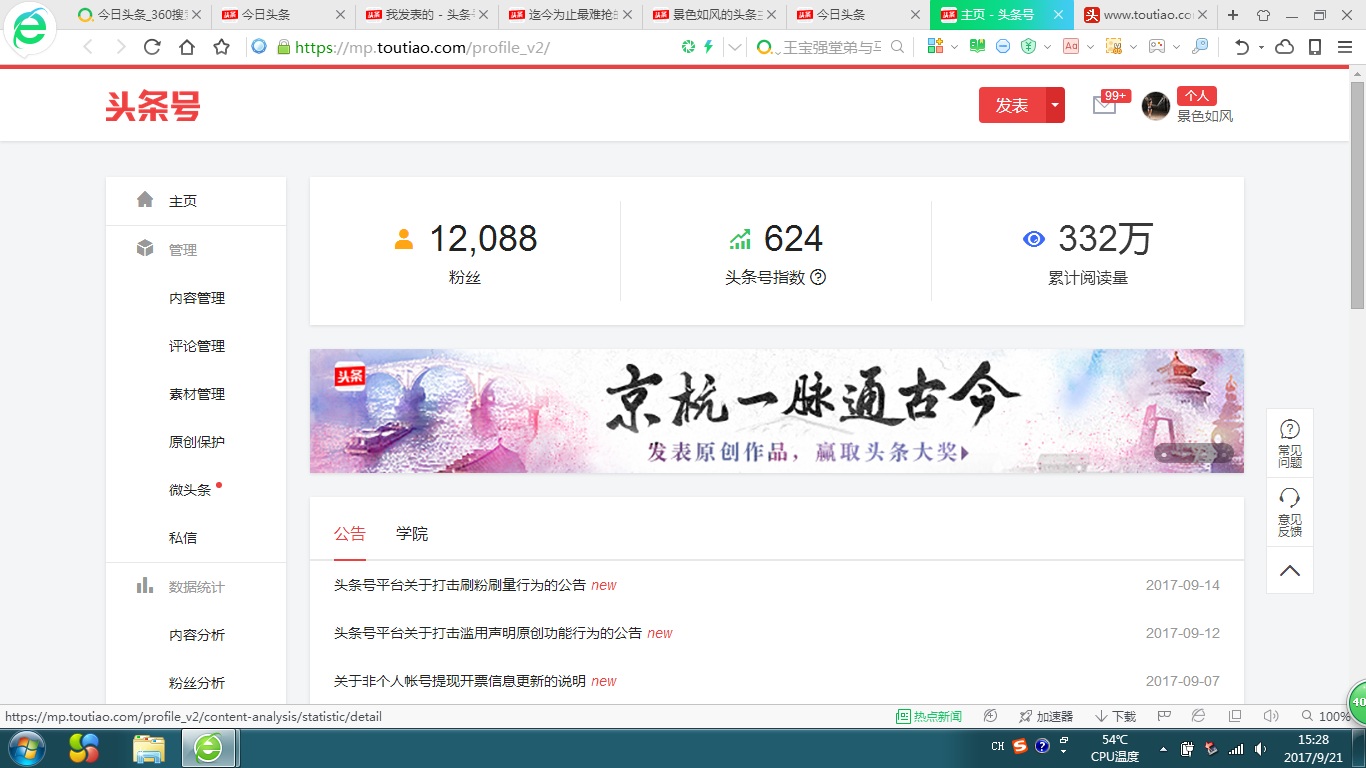 今日头条_360搜
今日头条
我发表的 - 头条
迄今为止最难抢
景色如风的头条主
今日头条
主页 - 头条号
www.toutiao.co
https://mp.toutiao.com/profile_v2/
王宝强堂弟与马
头条号
发表
99+
个人
景色如风
主页
管理
内容管理
评论管理
素材管理
原创保护
微头条
私信
数据统计
内容分析
粉丝分析
12,088
粉丝
624
头条号指数
332万
累计阅读量
头条
京杭一脉通古今
发表原创作品，赢取头条大奖
公告 学院
头条号平台关于打击刷粉刷量行为的公告 new 2017-09-14
头条号平台关于打击滥用声明原创功能行为的公告 new 2017-09-12
关于非个人帐号提现开票信息更新的说明 new 2017-09-07
常见
问题
意见
反馈
40
https://mp.toutiao.com/profile_v2/content-analysis/statistic/detail
热点新闻
加速器
下载
100%
CH
54℃
CPU温度
15:28
2017/9/21